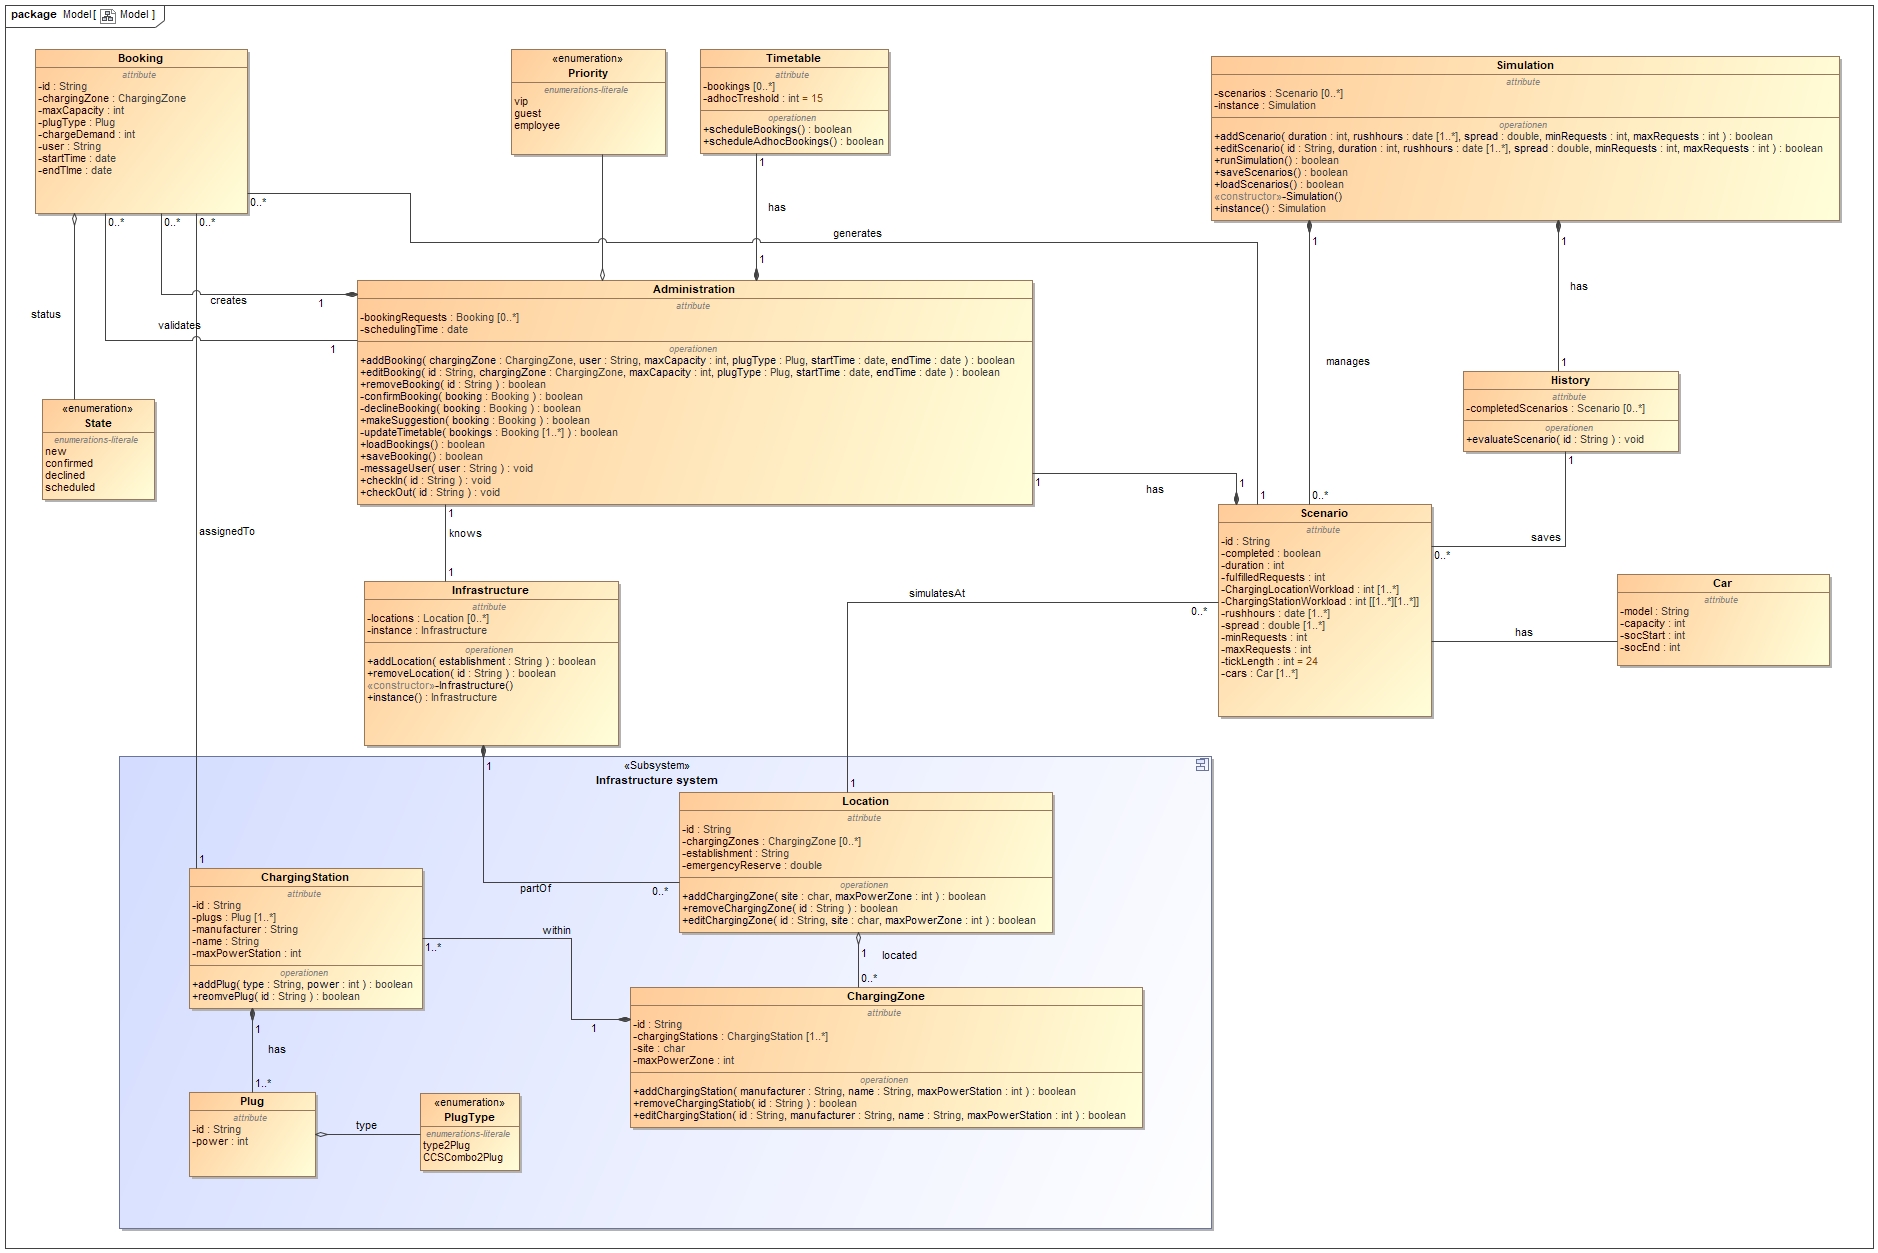 package Model[ Model ]
Booking
attribute
-id : String
-chargingZone : ChargingZone
-maxCapacity : int
-plugType : Plug
-chargeDemand : int
-user : String
-startTime : date
-endTIme : date
«enumeration»
Priority
enumerations-literale
vip
guest
employee
Timetable
attribute
-bookings [0..*]
-adhocTreshold : int = 15
operationen
+scheduleBookings() : boolean
+scheduleAdhocBookings() : boolean
Simulation
attribute
-scenarios : Scenario [0..*]
-instance : Simulation
operationen
+addScenario( duration : int, rushhours : date [1..*], spread : double, minRequests : int, maxRequests : int ) : boolean
+editScenario( id : String, duration : int, rushhours : date [1..*], spread : double, minRequests : int, maxRequests : int ) : boolean
+runSimulation() : boolean
+saveScenarios() : boolean
+loadScenarios() : boolean
«constructor»-Simulation()
+instance() : Simulation
0..*
0..*
0..*
0..*
1
has
1
generates
1
1
has
1
manages
0..*
status
creates
1
validates
1
Administration
attribute
-bookingRequests : Booking [0..*]
-schedulingTime : date
operationen
+addBooking( chargingZone : ChargingZone, user : String, maxCapacity : int, plugType : Plug, startTime : date, endTime : date ) : boolean
+editBooking( id : String, chargingZone : ChargingZone, maxCapacity : int, plugType : Plug, startTime : date, endTime : date ) : boolean
+removeBooking( id : String ) : boolean
-confirmBooking( booking : Booking ) : boolean
-declineBooking( booking : Booking ) : boolean
+makeSuggestion( booking : Booking ) : boolean
-updateTimetable( bookings : Booking [1..*] ) : boolean
+loadBookings() : boolean
+saveBooking() : boolean
-messageUser( user : String ) : void
+checkIn( id : String ) : void
+checkOut( id : String ) : void
History
attribute
-completedScenarios : Scenario [0..*]
operationen
+evaluateScenario( id : String ) : void
«enumeration»
State
enumerations-literale
new
confirmed
declined
scheduled
1
has
1
1
1
saves
0..*
assignedTo
1
knows
1
Scenario
attribute
-id : String
-completed : boolean
-duration : int
-fulfilledRequests : int
-ChargingLocationWorkload : int [1..*]
-ChargingStationWorkload : int [[1..*][1..*]]
-rushhours : date [1..*]
-spread : double [1..*]
-minRequests : int
-maxRequests : int
-tickLength : int = 24
-cars : Car [1..*]
has
Car
attribute
-model : String
-capacity : int
-socStart : int
-socEnd : int
Infrastructure
attribute
-locations : Location [0..*]
-instance : Infrastructure
operationen
+addLocation( establishment : String ) : boolean
+removeLocation( id : String ) : boolean
«constructor»-Infrastructure()
+instance() : Infrastructure
simulatesAt
0..*
1
«Subsystem»
Infrastructure system
1
partOf
0..*
Location
attribute
-id : String
-chargingZones : ChargingZone [0..*]
-establishment : String
-emergencyReserve : double
operationen
+addChargingZone( site : char, maxPowerZone : int ) : boolean
+removeChargingZone( id : String ) : boolean
+editChargingZone( id : String, site : char, maxPowerZone : int ) : boolean
1
ChargingStation
attribute
-id : String
-plugs : Plug [1..*]
-manufacturer : String
-name : String
-maxPowerStation : int
operationen
+addPlug( type : String, power : int ) : boolean
+reomvePlug( id : String ) : boolean
within
1..*
1
1
located
0..*
ChargingZone
attribute
-id : String
-chargingStations : ChargingStation [1..*]
-site : char
-maxPowerZone : int
operationen
+addChargingStation( manufacturer : String, name : String, maxPowerStation : int ) : boolean
+removeChargingStatiob( id : String ) : boolean
+editChargingStation( id : String, manufacturer : String, name : String, maxPowerStation : int ) : boolean
1
has
1..*
Plug
attribute
-id : String
-power : int
type
«enumeration»
PlugType
enumerations-literale
type2Plug
CCSCombo2Plug